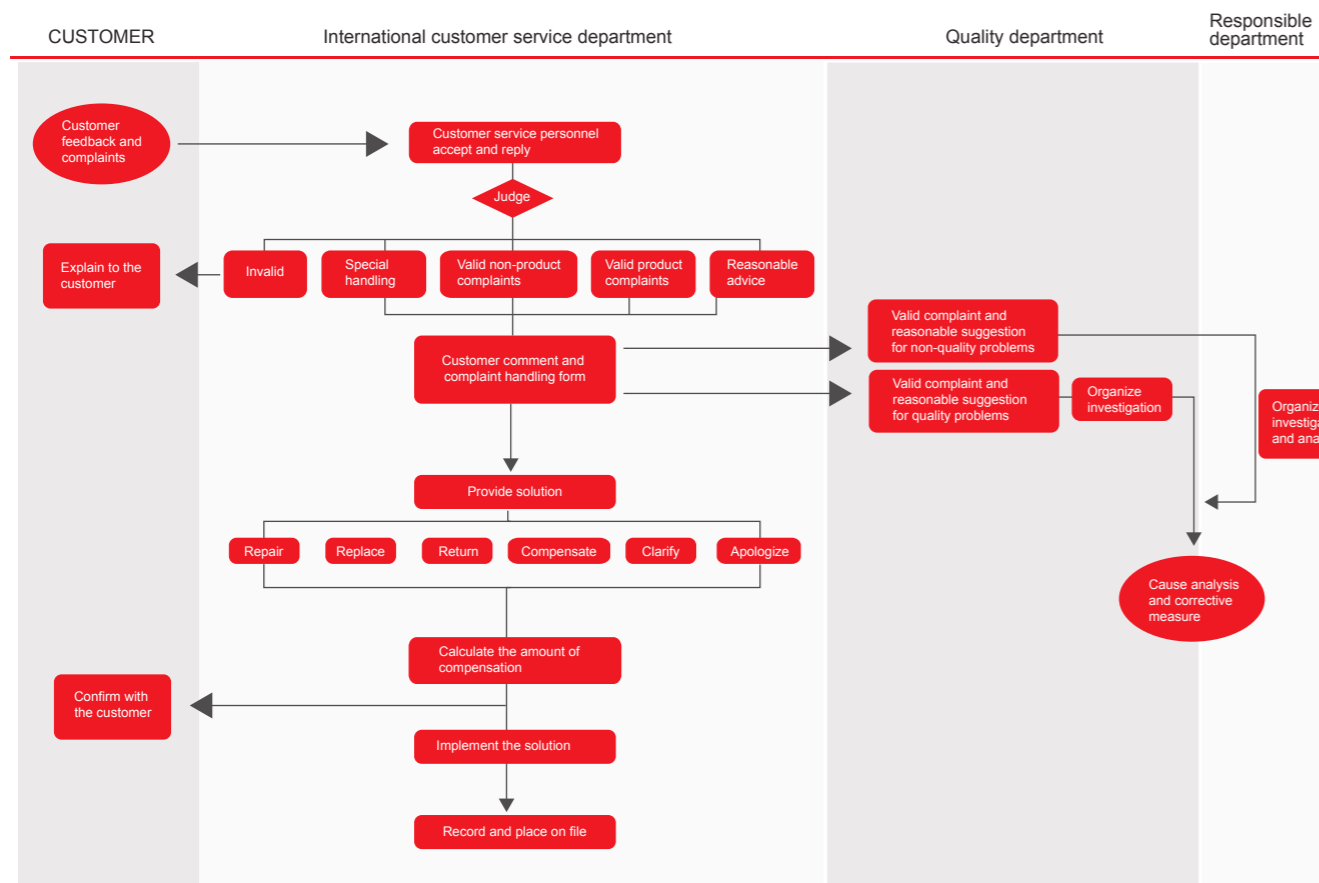 CUSTOMER
International customer service department
Quality department
Responsible
department
Customer
feedback and
complaints
Customer service personnel
accept and reply
Judge
Explain to the
customer
Invalid
Special
handling
Valid non-product
complaints
Valid product
complaints
Reasonable
advice
Customer comment and
complaint handling form
Valid complaint and
reasonable suggestion
for non-quality problems
Valid complaint and
reasonable suggestion
for quality problems
Organize
investigation
and
Provide solution
Repair
Replace
Return
Compensate
Clarify
Apologize
Cause analysis
and corrective
measure
Calculate the amount of
compensation
Confirm with
the customer
Implement the solution
Record and place on file